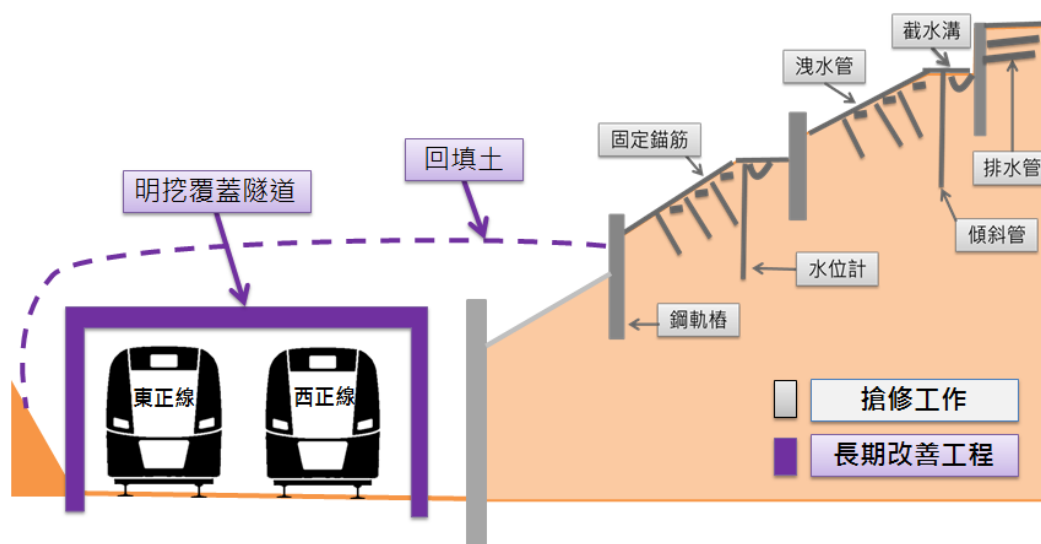 截水溝
洩水管
固定錨筋
回填土
明挖覆蓋隧道
排水管
傾斜管
水位計
鋼軌樁
東正線
西正線
搶修工作
長期改善工程